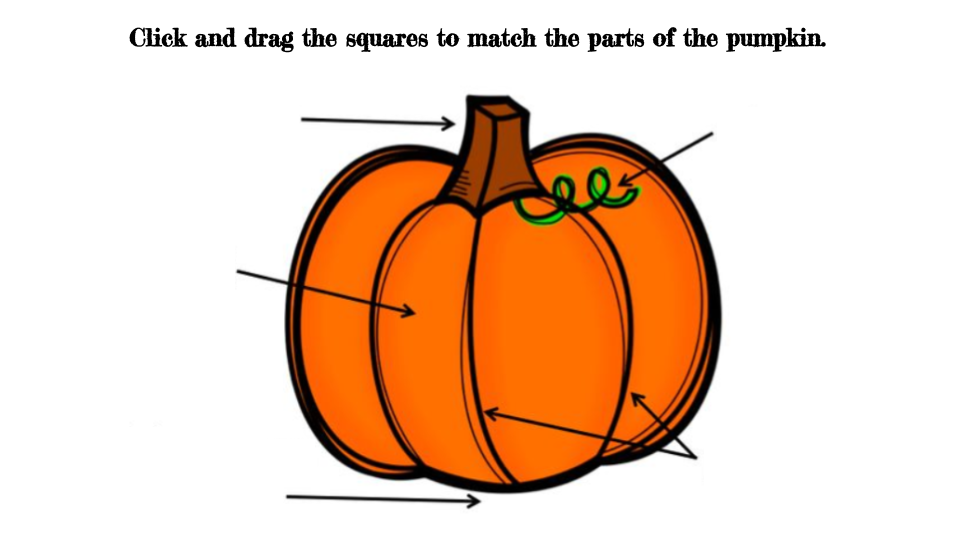 Click and drag the squares to match the parts of the pumpkin.